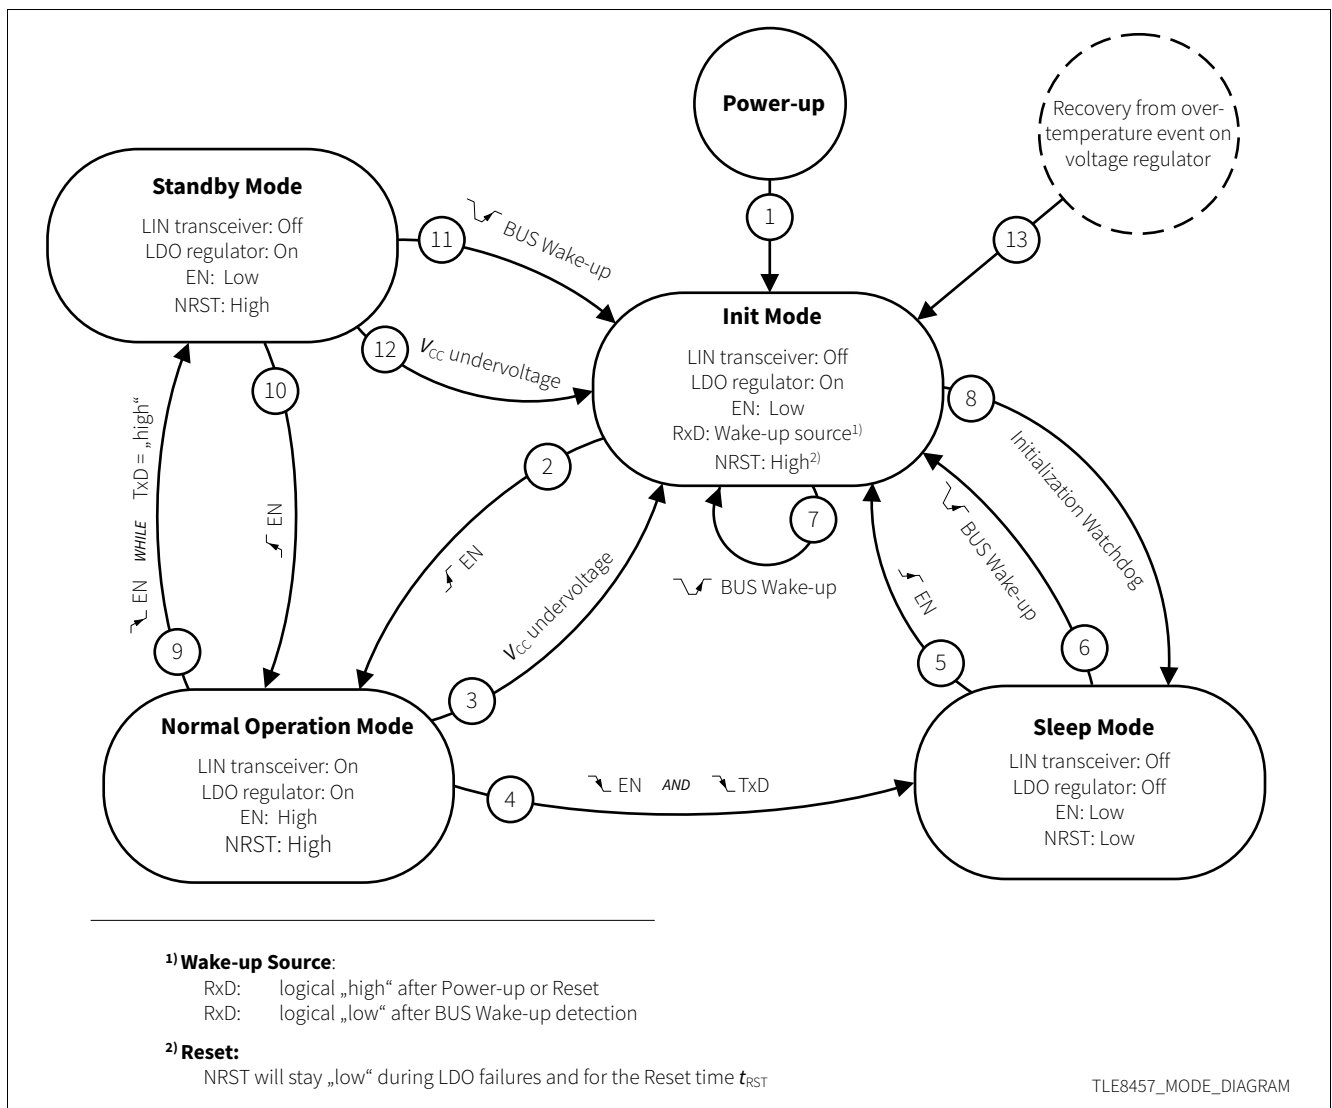 Power-up
Recovery from over-
temperature event on
voltage regulator
1
13
Standby Mode
LIN transceiver: Off
LDO regulator: On
EN: Low
NRST: High
11
BUS Wake-up
12
VCC undervoltage
Init Mode
LIN transceiver: Off
LDO regulator: On
EN: Low
RxD: Wake-up source1)
NRST: High2)
10
EN
9
EN WHILE TxD = „high“
2
EN
3
VCC undervoltage
7
BUS Wake-up
8
Initialization Watchdog
6
BUS Wake-up
5
EN
Normal Operation Mode
LIN transceiver: On
LDO regulator: On
EN: High
NRST: High
4
EN AND TxD
Sleep Mode
LIN transceiver: Off
LDO regulator: Off
EN: Low
NRST: Low
1) Wake-up Source:
RxD: logical „high“ after Power-up or Reset
RxD: logical „low“ after BUS Wake-up detection
2) Reset:
NRST will stay „low“ during LDO failures and for the Reset time tRST
TLE8457_MODE_DIAGRAM